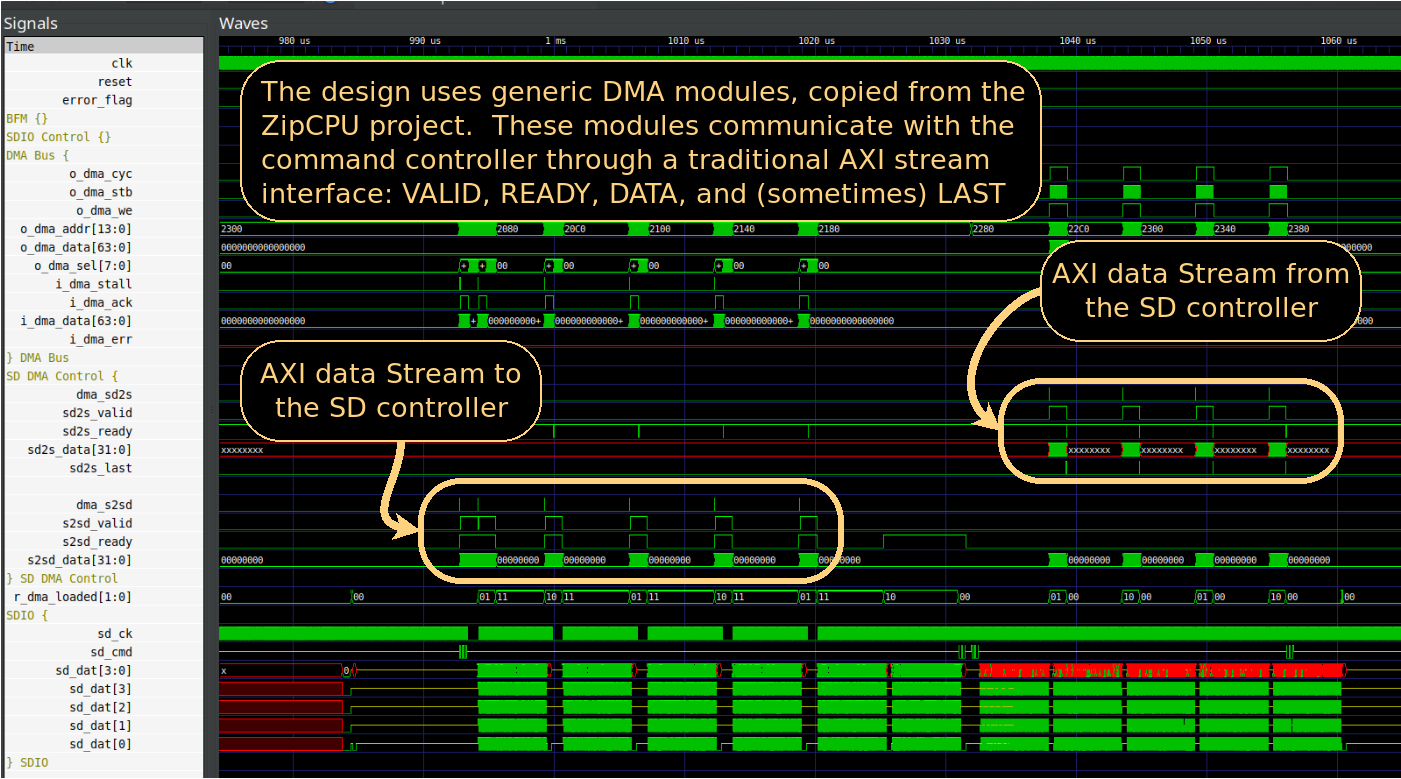 Signals
Waves
Time
980 us 990 us 1 ms 1010 us 1020 us 1030 us 1040 us 1050 us 1060 us
clk
reset
error_flag
BFM {}
SDIO Control {}
DMA Bus {
o_dma_cyc
o_dma_stb
o_dma_we
o_dma_addr[13:0] 2300 2080 20C0 2100 2140 2180 2280 22C0 2300 2340 2380
o_dma_data[63:0] 0000000000000000
o_dma_sel[7:0] 00 + + 00 + 00 + 00 + 00 + 00
i_dma_stall
i_dma_ack
i_dma_data[63:0] 0000000000000000 + 000000000+ 000000000000+ 000000000000+ 000000000000+ 0000000000000000
i_dma_err
} DMA Bus
SD DMA Control {
dma_sd2s
sd2s_valid
sd2s_ready
sd2s_data[31:0] xxxxxxxx xxxxxxxx xxxxxxxx xxxxxxxx xxxxxxxx
sd2s_last
dma_s2sd
s2sd_valid
s2sd_ready
s2sd_data[31:0] 00000000 00000000 00000000 00000000 00000000 00000000 00000000 00000000 00000000 00000000
} SD DMA Control
r_dma_loaded[1:0] 00 00 01 11 10 11 01 11 10 11 01 11 10 00 01 00 10 00 01 00 10 00 00
SDIO {
sd_ck
sd_cmd
sd_dat[3:0] x 0
sd_dat[3]
sd_dat[2]
sd_dat[1]
sd_dat[0]
} SDIO
The design uses generic DMA modules, copied from the
ZipCPU project. These modules communicate with the
command controller through a traditional AXI stream
interface: VALID, READY, DATA, and (sometimes) LAST
AXI data Stream from
the SD controller
AXI data Stream to
the SD controller